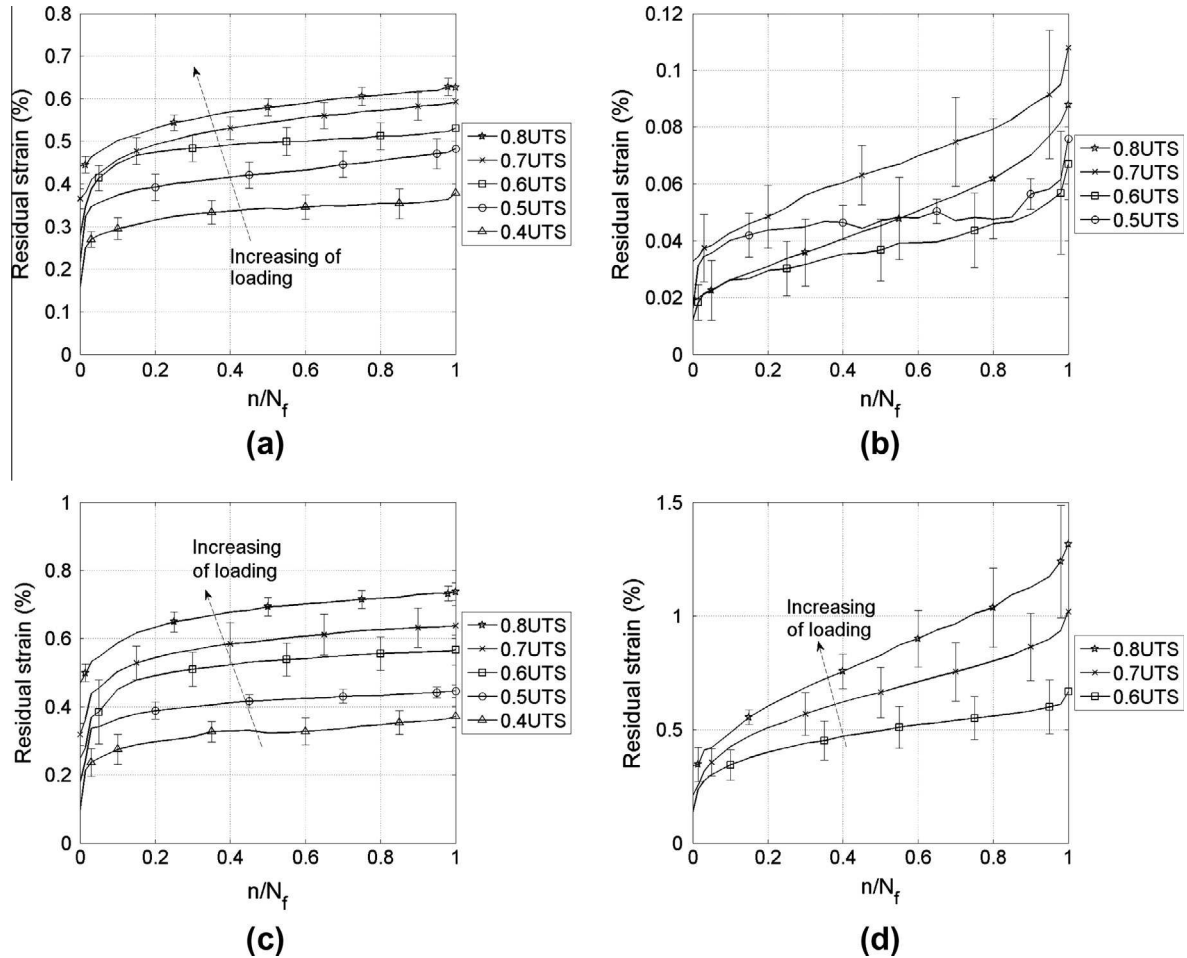 0.8
0.7
0.6
0.5
0.4
0.3
0.2
0.1
0
Residual strain (%)
Increasing of
loading
0 0.2 0.4 0.6 0.8 1
n/N_f
0.8UTS
0.7UTS
0.6UTS
0.5UTS
0.4UTS
(a)
0.12
0.1
0.08
0.06
0.04
0.02
0
Residual strain (%)
0 0.2 0.4 0.6 0.8 1
n/N_f
0.8UTS
0.7UTS
0.6UTS
0.5UTS
(b)
1
0.8
0.6
0.4
0.2
0
Residual strain (%)
Increasing
of loading
0 0.2 0.4 0.6 0.8 1
n/N_f
0.8UTS
0.7UTS
0.6UTS
0.5UTS
0.4UTS
(c)
1.5
1
0.5
0
Residual strain (%)
Increasing
of loading
0 0.2 0.4 0.6 0.8 1
n/N_f
0.8UTS
0.7UTS
0.6UTS
(d)